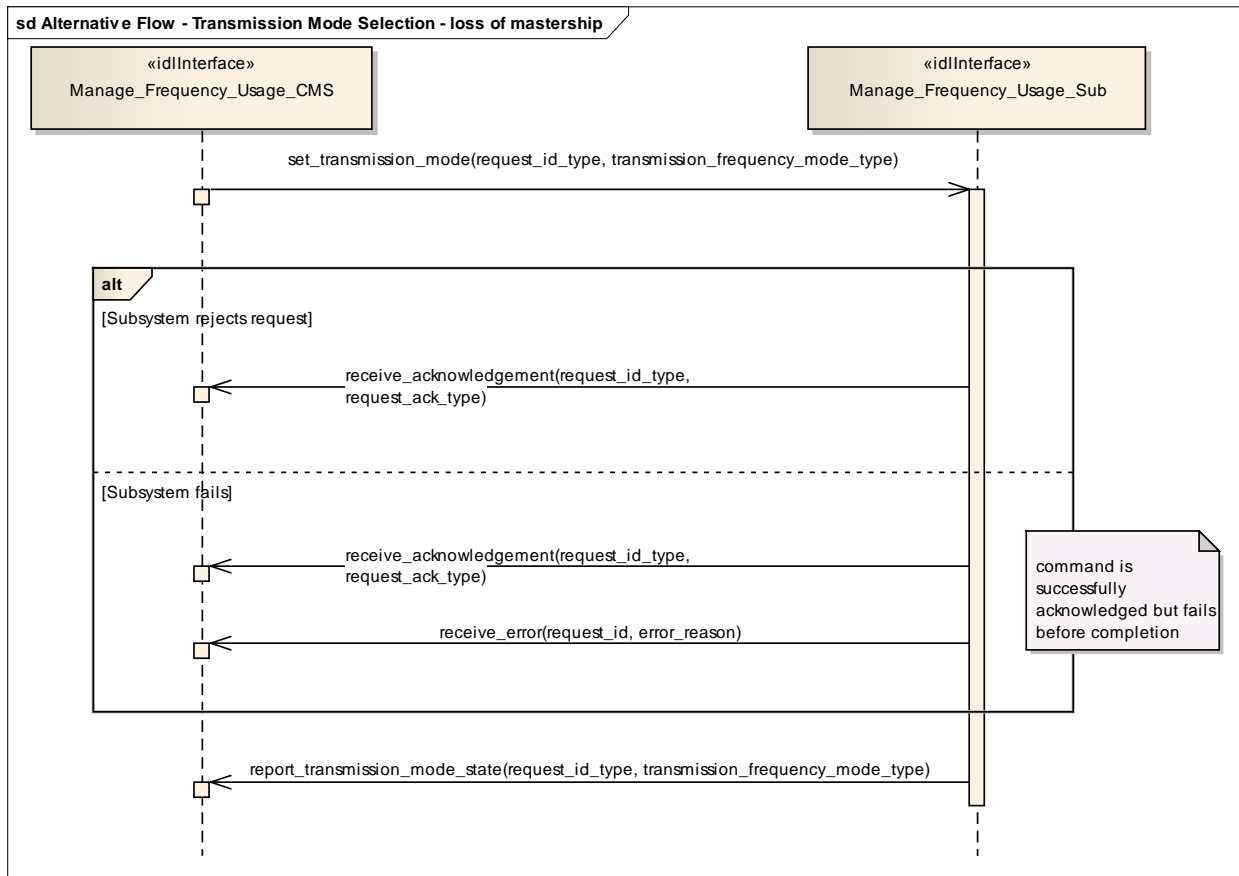 sd Alternative Flow - Transmission Mode Selection - loss of mastership
«idlInterface»
Manage_Frequency_Usage_CMS
«idlInterface»
Manage_Frequency_Usage_Sub
set_transmission_mode(request_id_type, transmission_frequency_mode_type)
alt
[Subsystem rejects request]
receive_acknowledgement(request_id_type,
request_ack_type)
[Subsystem fails]
receive_acknowledgement(request_id_type,
request_ack_type)
command is
successfully
acknowledged but fails
before completion
receive_error(request_id, error_reason)
report_transmission_mode_state(request_id_type, transmission_frequency_mode_type)